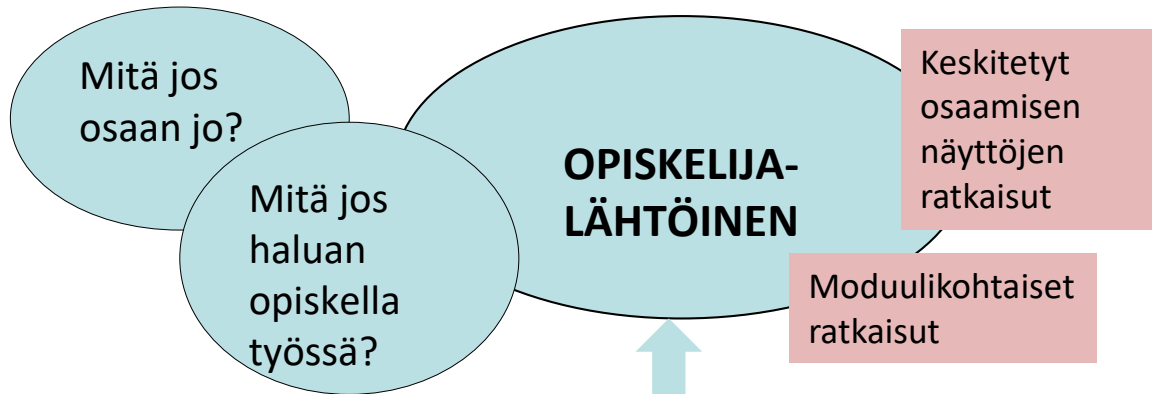 Mitä jos
osaan jo?
Mitä jos
haluan
opiskella
työssä?
OPISKELIJA-
LÄHTÖINEN
Keskitetyt
osaamisen
näyttöjen
ratkaisut
Moduulikohtaiset
ratkaisut